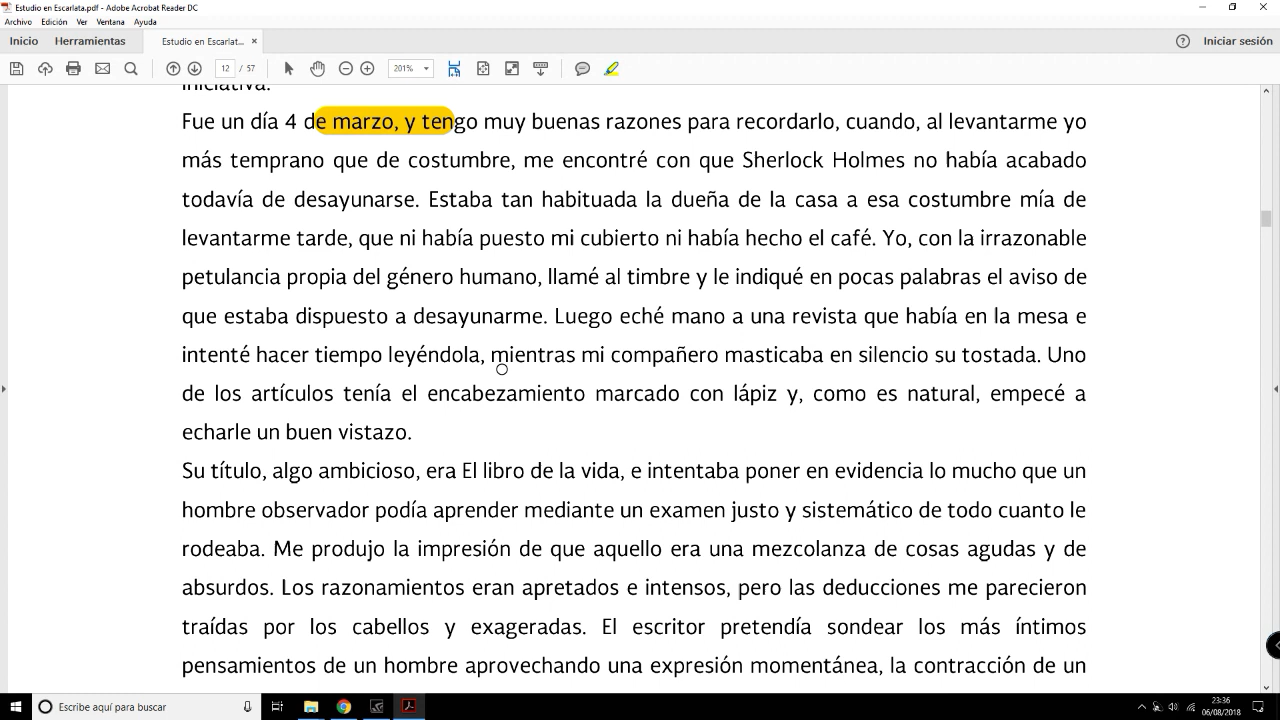 Estudio en Escarlata.pdf - Adobe Acrobat Reader DC
Archivo Edición Ver Ventana Ayuda
Inicio Herramientas Estudio en Escarlat... × Iniciar sesión
12 / 57 201%
iniciativa.
Fue un día 4 de marzo, y tengo muy buenas razones para recordarlo, cuando, al levantarme yo
más temprano que de costumbre, me encontré con que Sherlock Holmes no había acabado
todavía de desayunarse. Estaba tan habituada la dueña de la casa a esa costumbre mía de
levantarme tarde, que ni había puesto mi cubierto ni había hecho el café. Yo, con la irrazonable
petulancia propia del género humano, llamé al timbre y le indiqué en pocas palabras el aviso de
que estaba dispuesto a desayunarme. Luego eché mano a una revista que había en la mesa e
intenté hacer tiempo leyéndola, mientras mi compañero masticaba en silencio su tostada. Uno
de los artículos tenía el encabezamiento marcado con lápiz y, como es natural, empecé a
echarle un buen vistazo.
Su título, algo ambicioso, era El libro de la vida, e intentaba poner en evidencia lo mucho que un
hombre observador podía aprender mediante un examen justo y sistemático de todo cuanto le
rodeaba. Me produjo la impresión de que aquello era una mezcolanza de cosas agudas y de
absurdos. Los razonamientos eran apretados e intensos, pero las deducciones me parecieron
traídas por los cabellos y exageradas. El escritor pretendía sondear los más íntimos
pensamientos de un hombre aprovechando una expresión momentánea, la contracción de un
Escribe aquí para buscar
23:36
06/08/2018